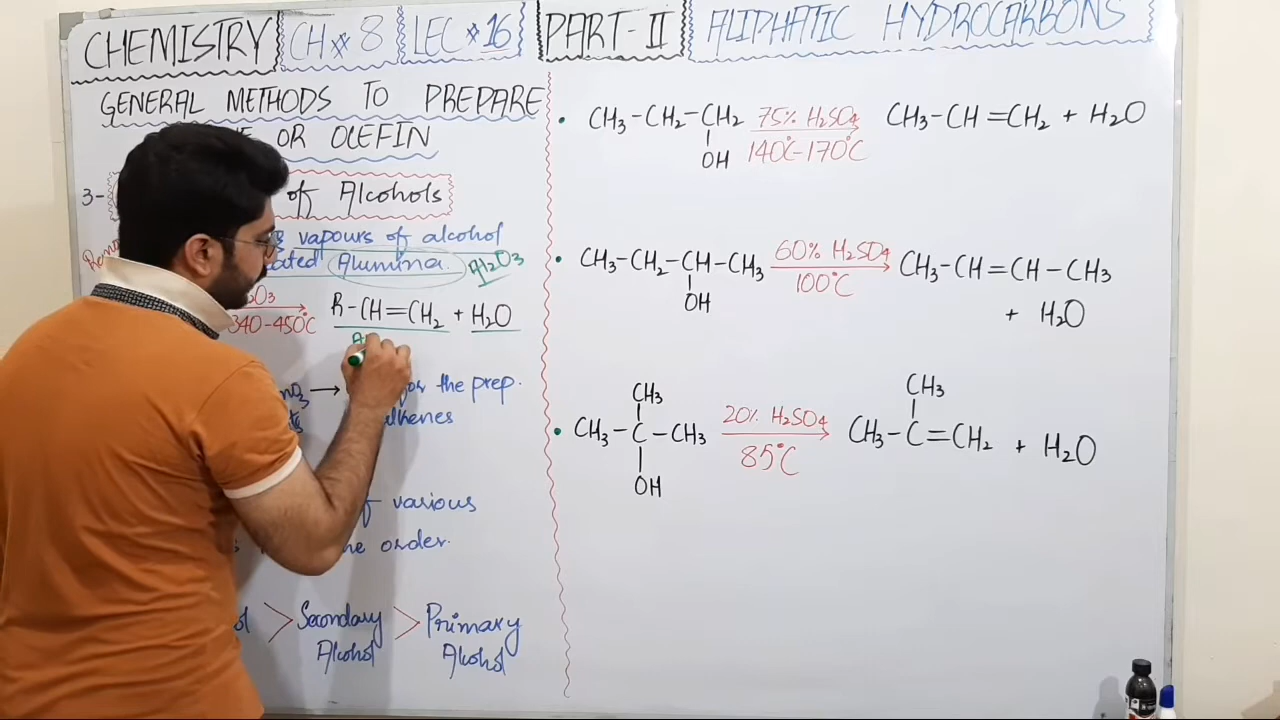 CHEMISTRY CH * 8 LEC * 16 PART-II ALIPHATIC HYDROCARBONS
GENERAL METHODS TO PREPARE
OR OLEFIN
3- of Alcohols
vapours of alcohol
Alumina Al2O3
340-450°C R-CH=CH2 + H2O
→ the prep.
of various
order.
> Secondary Alcohol > Primary Alcohol
• CH3-CH2-CH2 75% H2SO4 CH3-CH=CH2 + H2O
OH 140°C-170°C
• CH3-CH2-CH-CH3 60% H2SO4 CH3-CH=CH-CH3
OH 100°C + H2O
CH3 CH3
• CH3-C-CH3 20% H2SO4 CH3-C=CH2 + H2O
OH 85°C